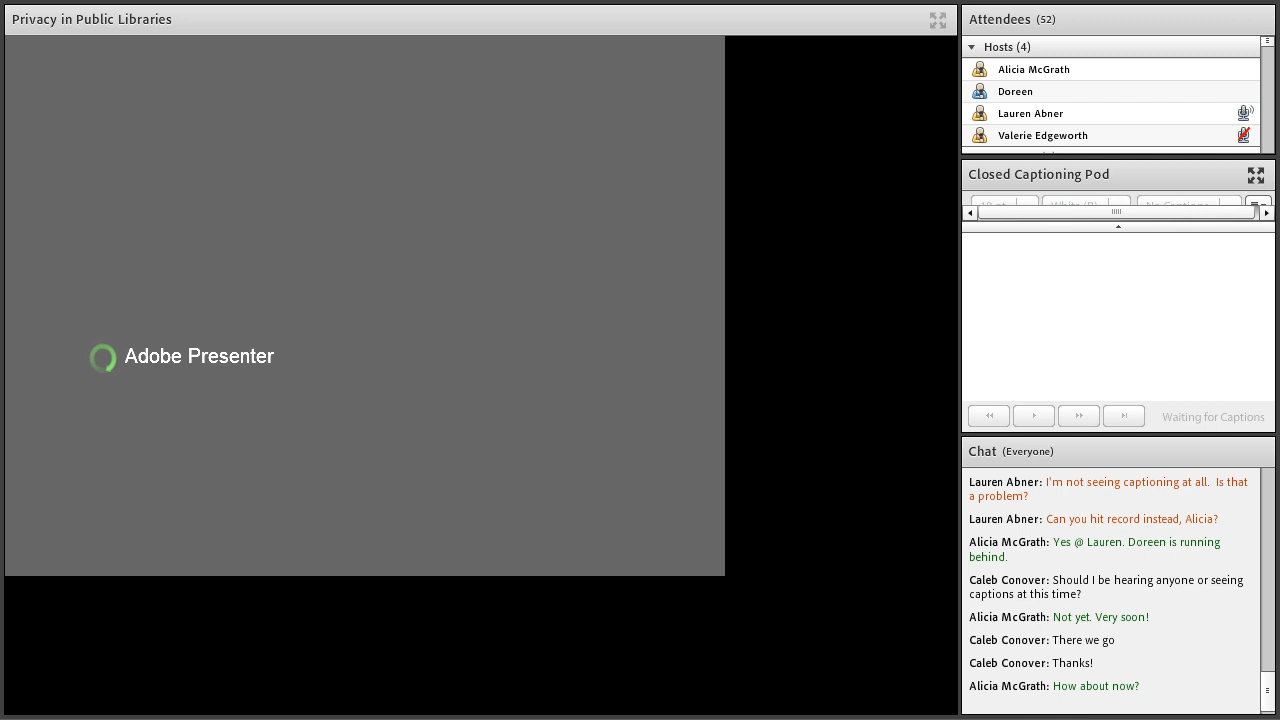 Privacy in Public Libraries
Adobe Presenter
Attendees (52)
Hosts (4)
Alicia McGrath
Doreen
Lauren Abner
Valerie Edgeworth
Closed Captioning Pod
Waiting for Captions
Chat (Everyone)
Lauren Abner: I'm not seeing captioning at all. Is that
a problem?
Lauren Abner: Can you hit record instead, Alicia?
Alicia McGrath: Yes @ Lauren. Doreen is running
behind.
Caleb Conover: Should I be hearing anyone or seeing
captions at this time?
Alicia McGrath: Not yet. Very soon!
Caleb Conover: There we go
Caleb Conover: Thanks!
Alicia McGrath: How about now?